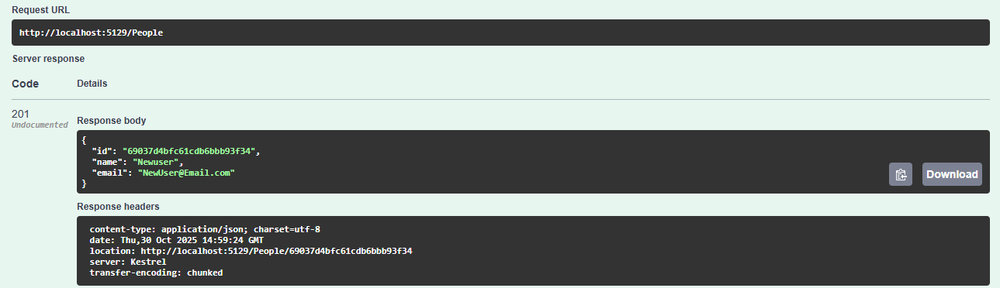 Request URL
http://localhost:5129/People
Server response
Code Details
201
Undocumented
Response body
{
"id": "69037d4bfc61cdb6bbb93f34",
"name": "Newuser",
"email": "NewUser@Email.com"
}
Download
Response headers
content-type: application/json; charset=utf-8
date: Thu,30 Oct 2025 14:59:24 GMT
location: http://localhost:5129/People/69037d4bfc61cdb6bbb93f34
server: Kestrel
transfer-encoding: chunked